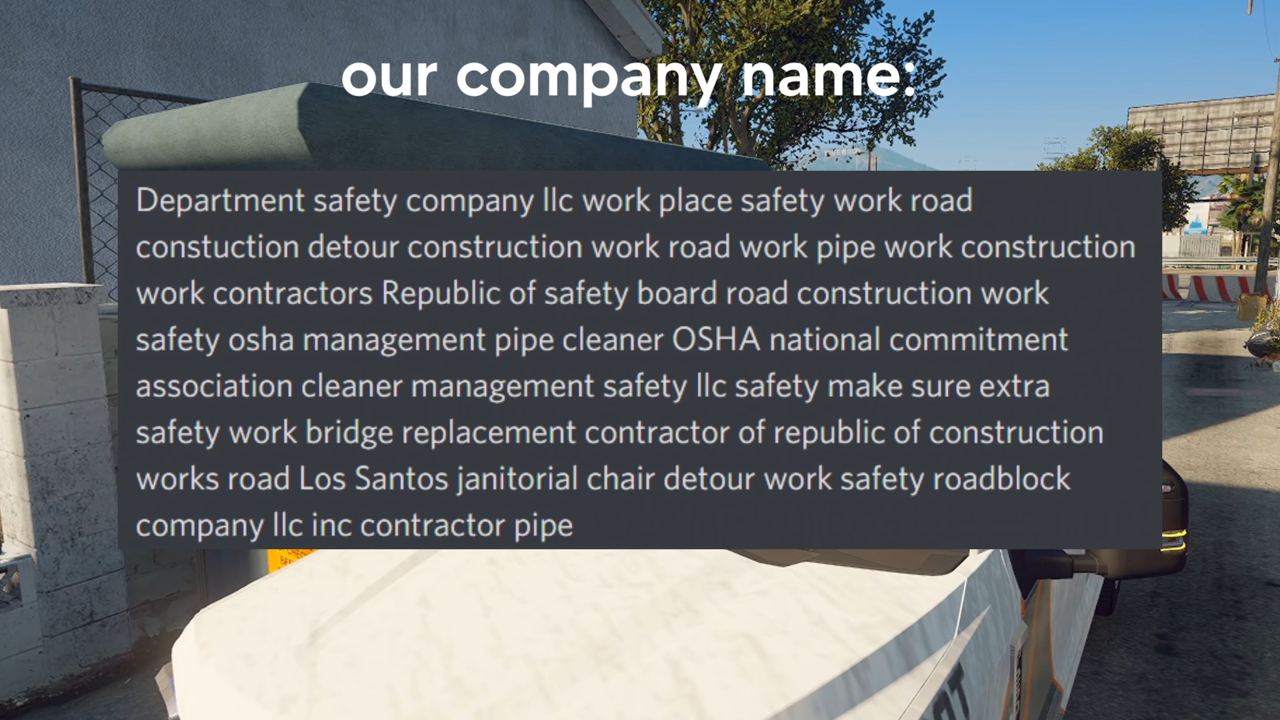 our company name:
Department safety company llc work place safety work road
constuction detour construction work road work pipe work construction
work contractors Republic of safety board road construction work
safety osha management pipe cleaner OSHA national commitment
association cleaner management safety llc safety make sure extra
safety work bridge replacement contractor of republic of construction
works road Los Santos janitorial chair detour work safety roadblock
company llc inc contractor pipe